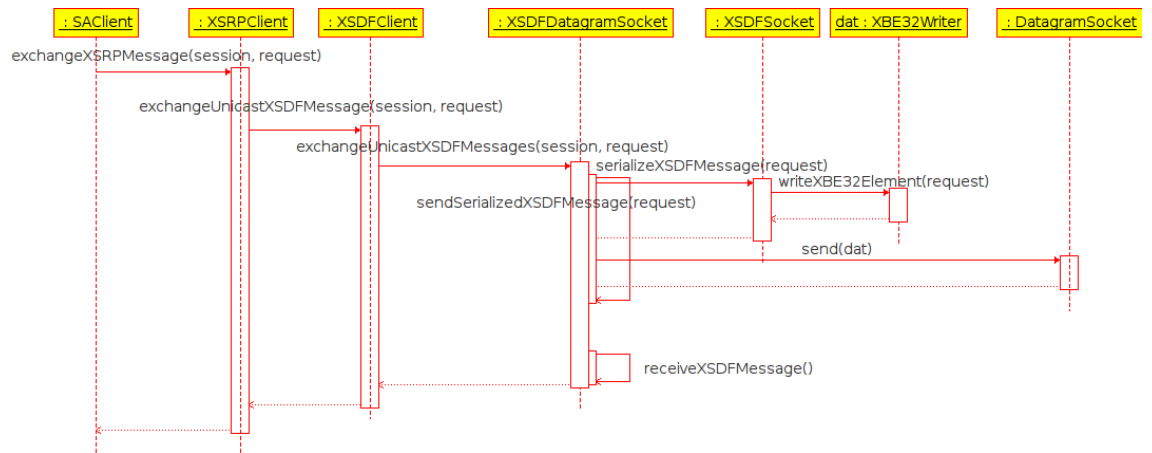 : SAClient
: XSRPClient
: XSDFClient
: XSDFDatagramSocket
: XSDFSocket
dat : XBE32Writer
: DatagramSocket
exchangeXSRPMessage(session, request)
exchangeUnicastXSDFMessage(session, request)
exchangeUnicastXSDFMessages(session, request)
serializeXSDFMessage(request)
writeXBE32Element(request)
sendSerializedXSDFMessage(request)
send(dat)
receiveXSDFMessage()